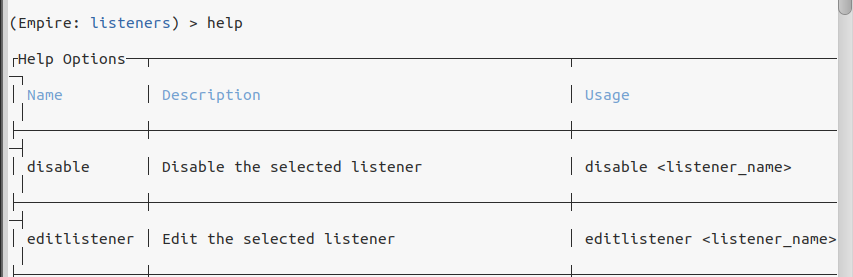 (Empire: listeners) > help
Help Options
Name Description Usage
disable Disable the selected listener disable <listener_name>
editlistener Edit the selected listener editlistener <listener_name>